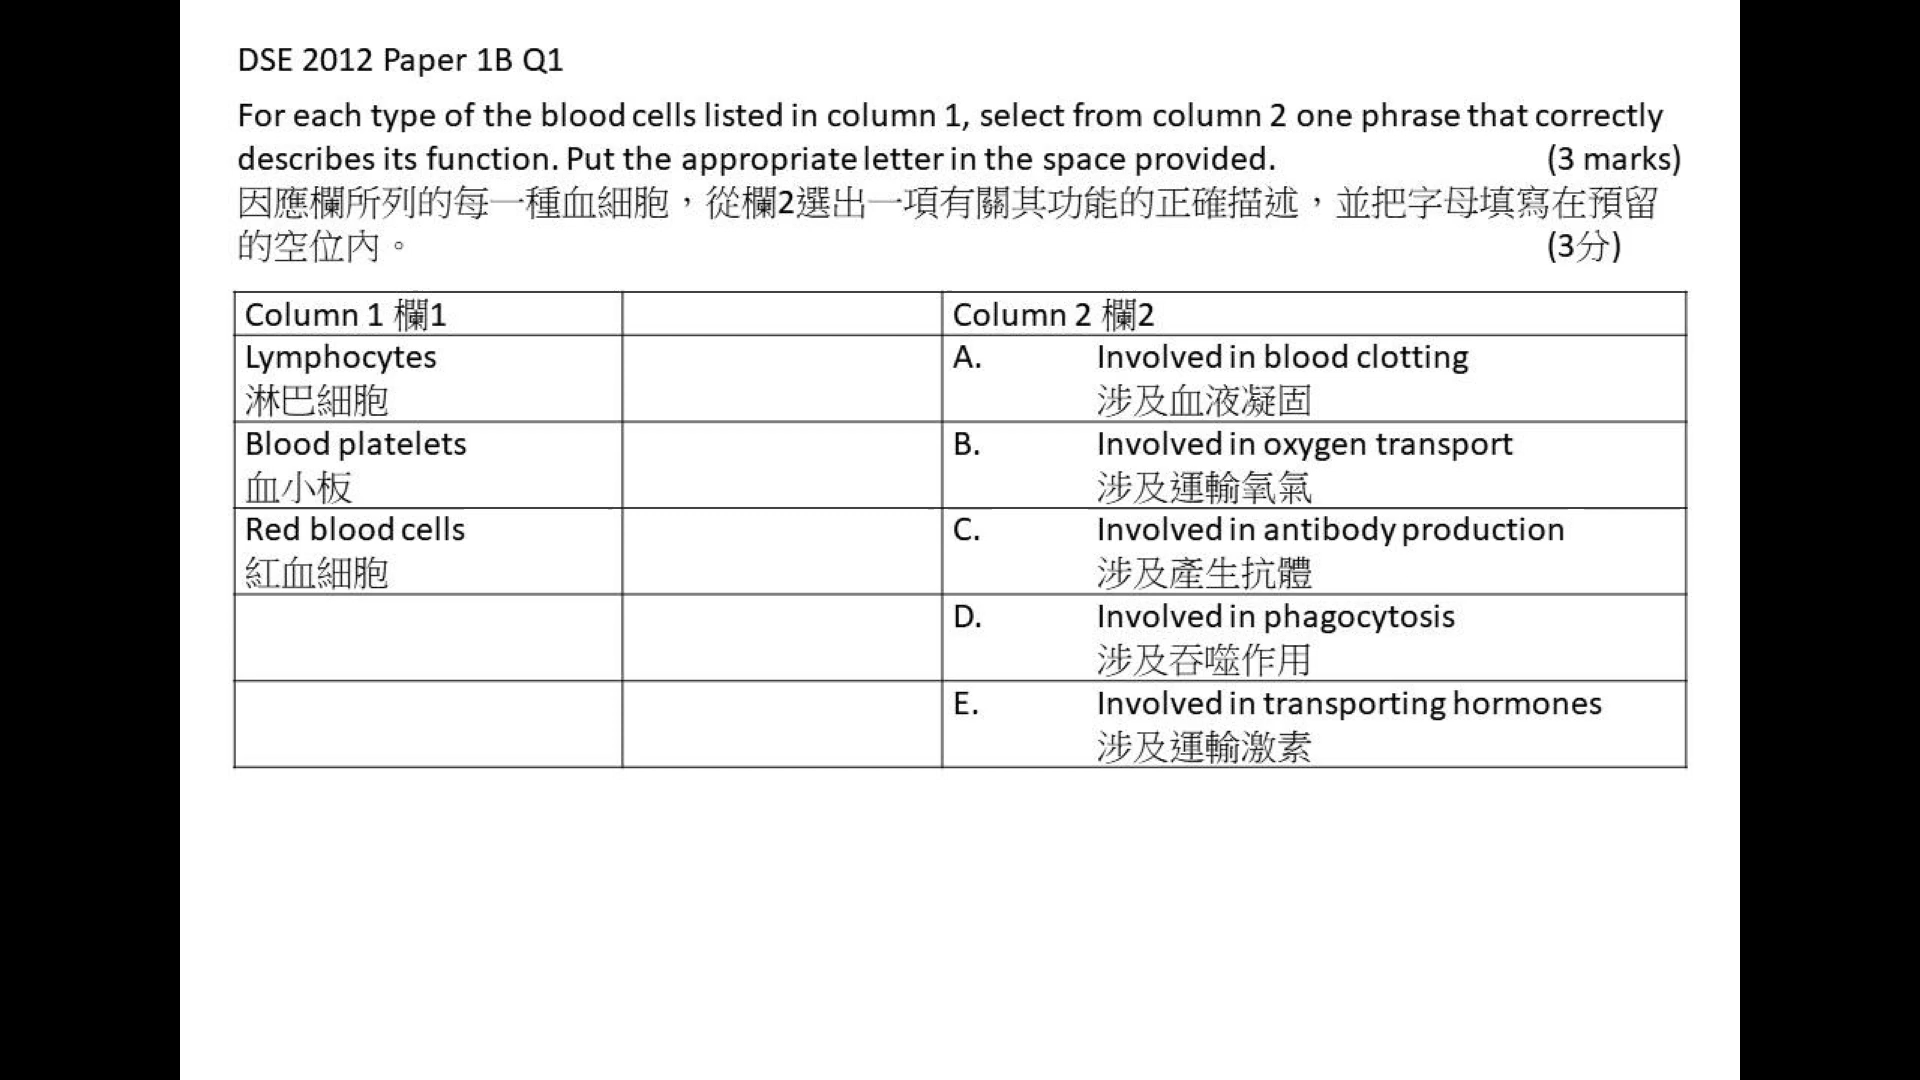 DSE 2012 Paper 1B Q1
For each type of the blood cells listed in column 1, select from column 2 one phrase that correctly
describes its function. Put the appropriate letter in the space provided. (3 marks)
因應欄所列的每一種血細胞，從欄2選出一項有關其功能的正確描述，並把字母填寫在預留
的空位內。 (3分)
Column 1 欄1 Column 2 欄2
Lymphocytes A. Involved in blood clotting
淋巴細胞 涉及血液凝固
Blood platelets B. Involved in oxygen transport
血小板 涉及運輸氧氣
Red blood cells C. Involved in antibody production
紅血細胞 涉及產生抗體
D. Involved in phagocytosis
涉及吞噬作用
E. Involved in transporting hormones
涉及運輸激素